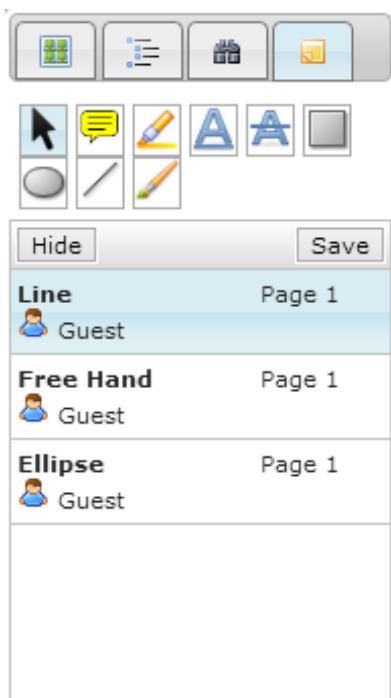 Hide Save
Line Page 1
Guest
Free Hand Page 1
Guest
Ellipse Page 1
Guest